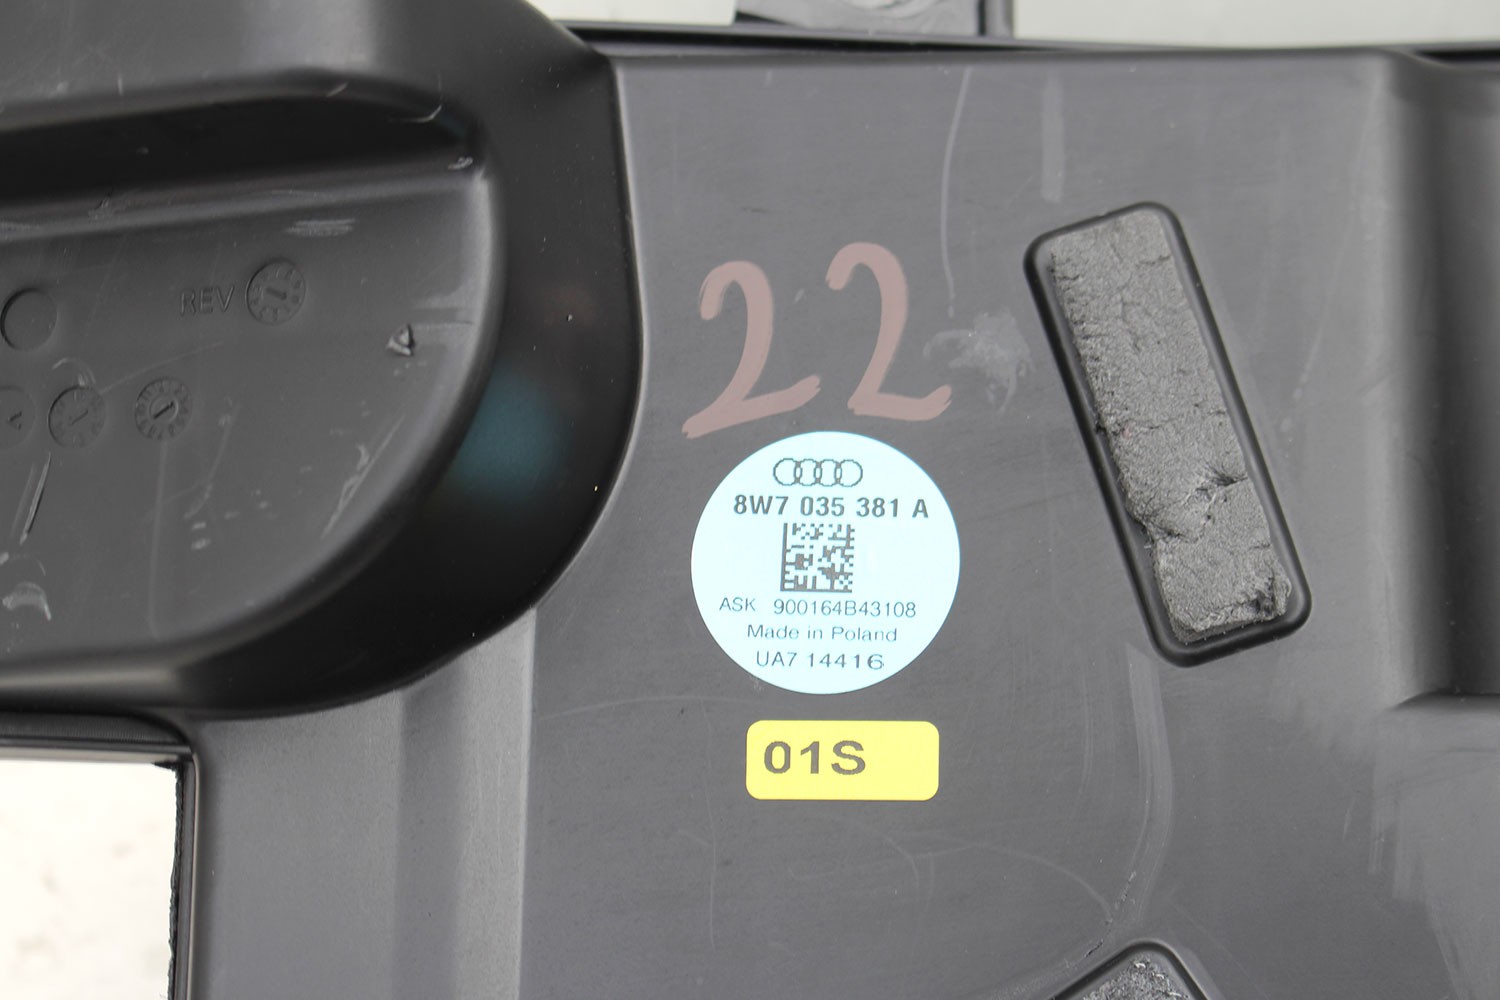 22
REV
8W7 035 381 A
ASK 900164B43108
Made in Poland
UA7 14416
01S